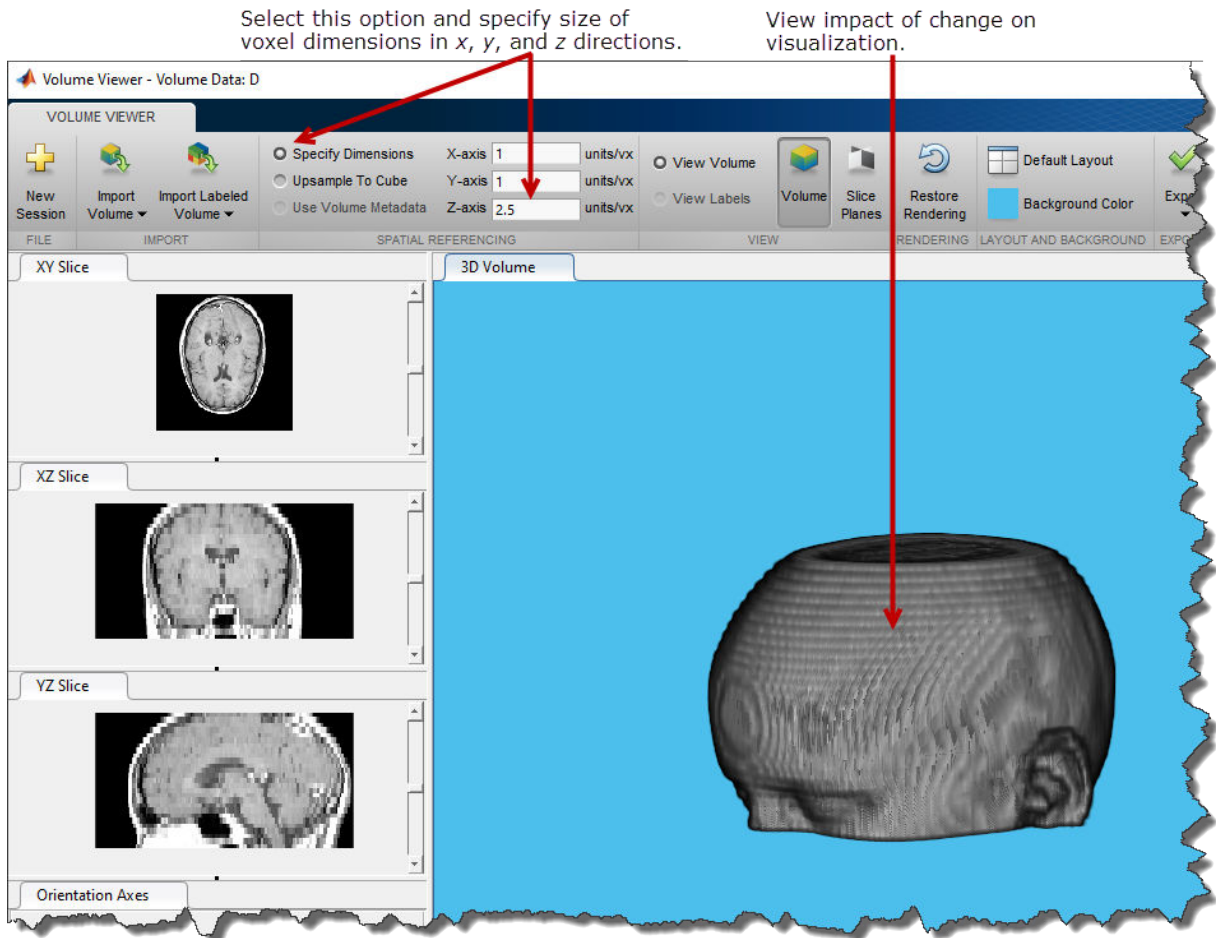 Select this option and specify size of
voxel dimensions in x, y, and z directions.
View impact of change on
visualization.
Volume Viewer - Volume Data: D
VOLUME VIEWER
New
Session
Import
Volume
Import Labeled
Volume
Specify Dimensions
Upsample To Cube
Use Volume Metadata
X-axis 1 units/vx
Y-axis 1 units/vx
Z-axis 2.5 units/vx
View Volume
View Labels
Volume
Slice
Planes
Restore
Rendering
Default Layout
Background Color
Expo
FILE
IMPORT
SPATIAL REFERENCING
VIEW
RENDERING
LAYOUT AND BACKGROUND
EXPO
XY Slice
3D Volume
XZ Slice
YZ Slice
Orientation Axes